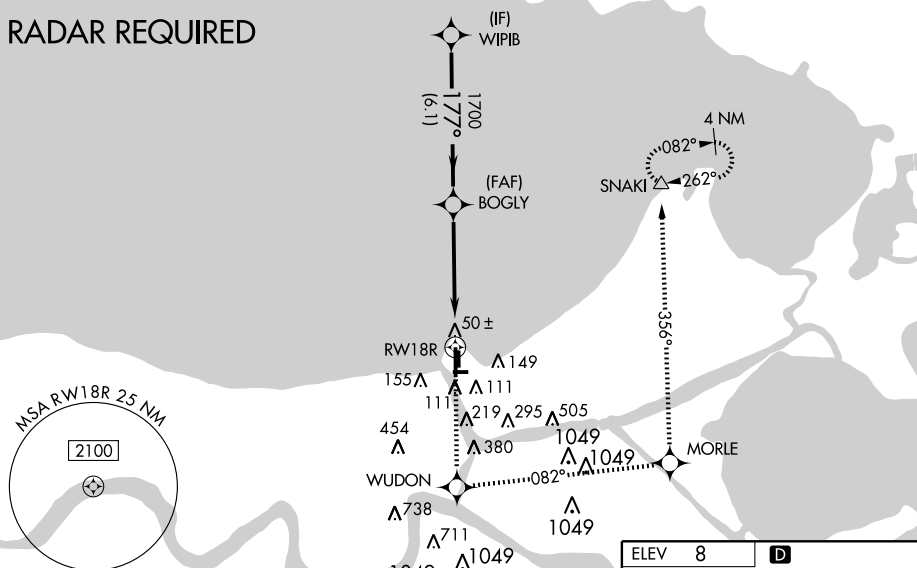 RADAR REQUIRED
(IF)
WIPIB
1700
177°
(6.1)
4 NM
082°
SNAKI
262°
(FAF)
BOGLY
356°
50 ±
RW18R
149
155
111
111
219
295
505
454
380
1049
1049
MORLE
WUDON
082°
738
1049
711
1049
MSA RW18R 25 NM
2100
ELEV 8
D